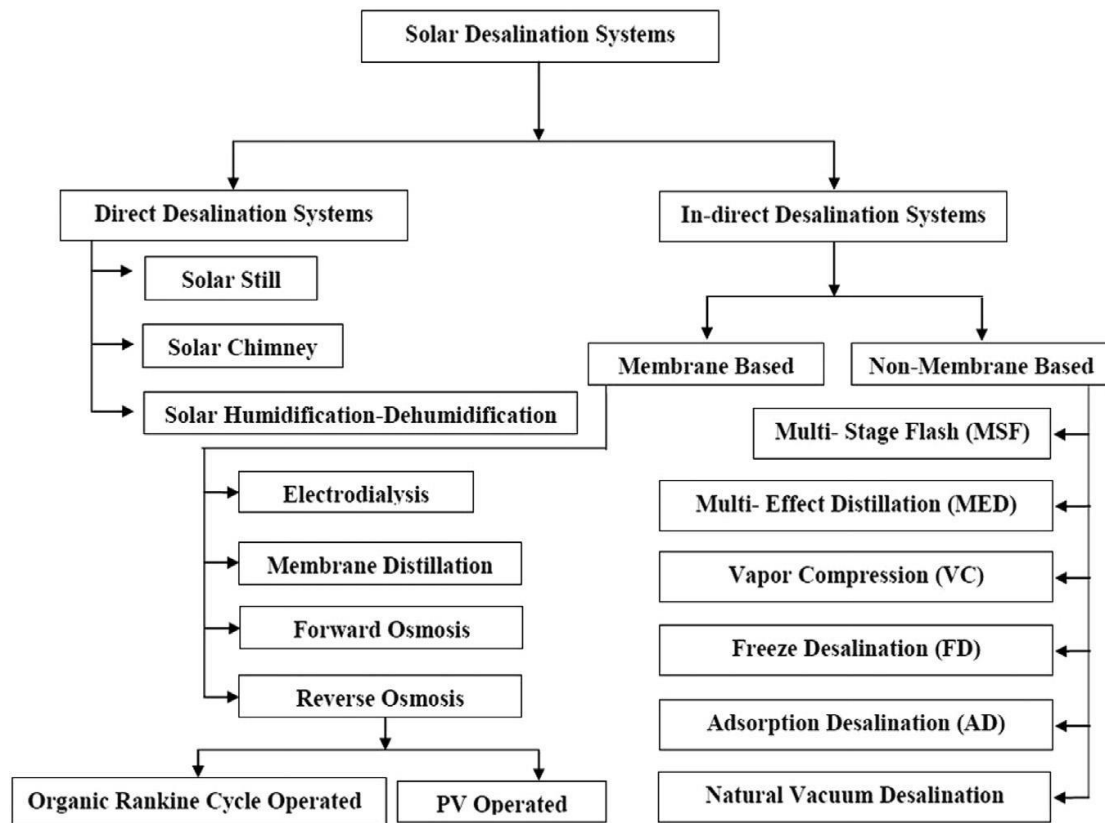 Solar Desalination Systems
Direct Desalination Systems
In-direct Desalination Systems
Solar Still
Solar Chimney
Solar Humidification-Dehumidification
Membrane Based
Non-Membrane Based
Electrodialysis
Membrane Distillation
Forward Osmosis
Reverse Osmosis
Organic Rankine Cycle Operated
PV Operated
Multi- Stage Flash (MSF)
Multi- Effect Distillation (MED)
Vapor Compression (VC)
Freeze Desalination (FD)
Adsorption Desalination (AD)
Natural Vacuum Desalination